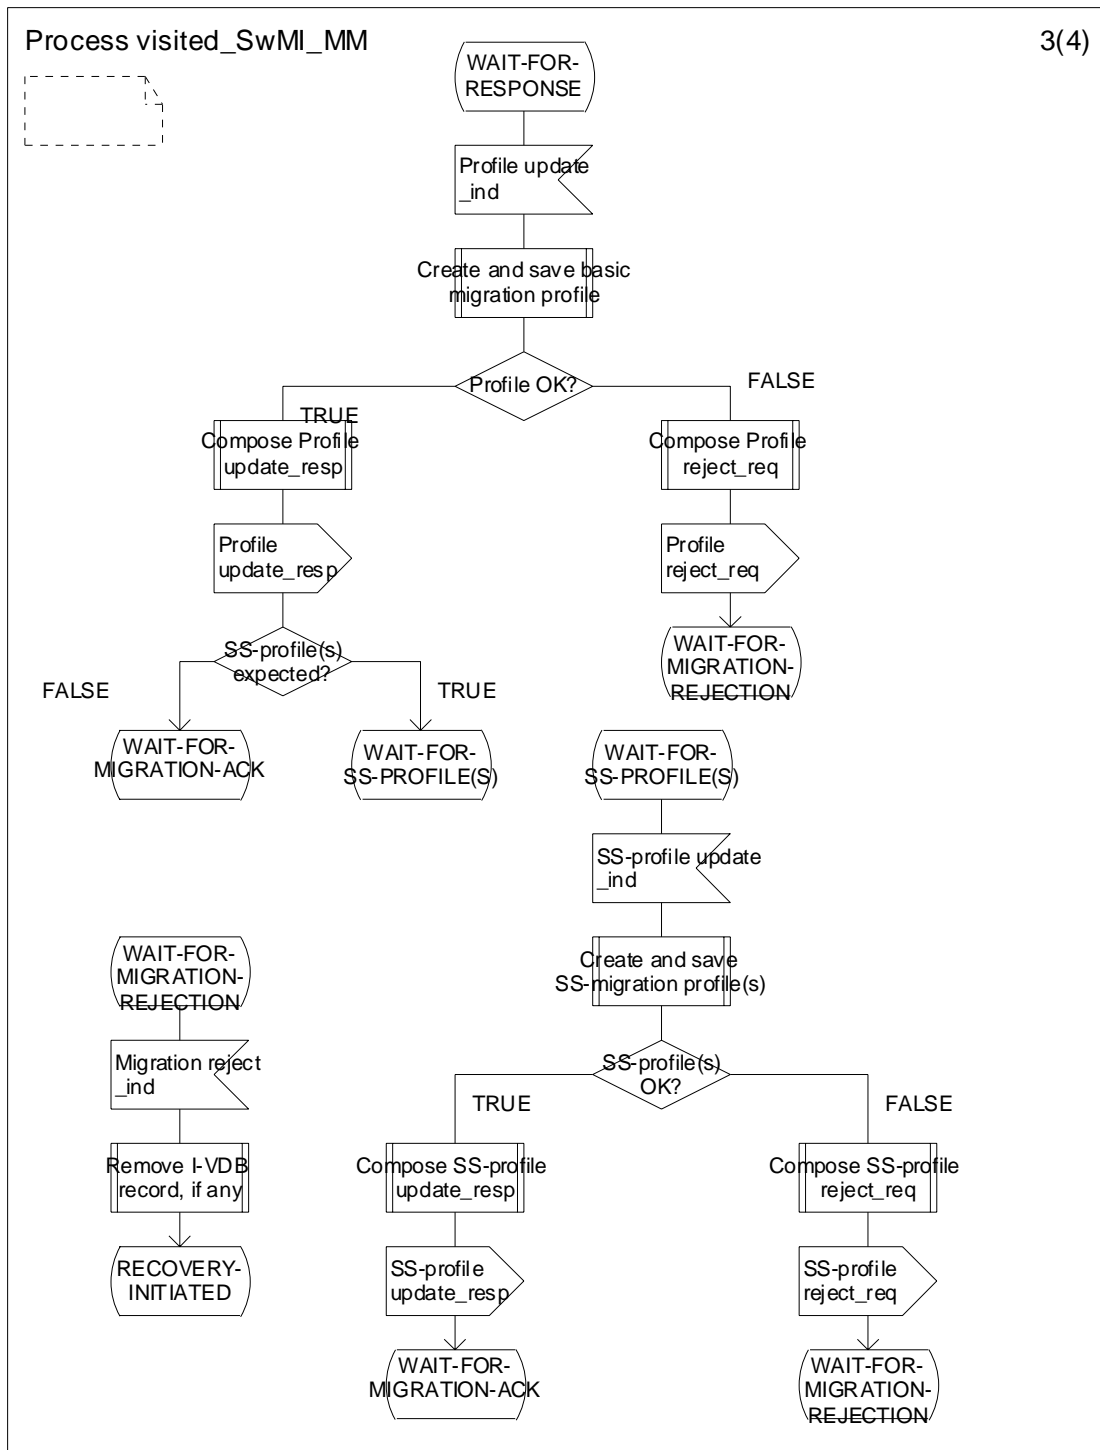 Process visited_SwMI_MM
3(4)
WAIT-FOR-
RESPONSE
Profile update
_ind
Create and save basic
migration profile
Profile OK?
FALSE
TRUE
Compose Profile
update_resp
Compose Profile
reject_req
Profile
update_resp
Profile
reject_req
SS-profile(s)
expected?
WAIT-FOR-
MIGRATION-
REJECTION
FALSE
TRUE
WAIT-FOR-
MIGRATION-ACK
WAIT-FOR-
SS-PROFILE(S)
WAIT-FOR-
SS-PROFILE(S)
SS-profile update
_ind
WAIT-FOR-
MIGRATION-
REJECTION
Create and save
SS-migration profile(s)
Migration reject
_ind
SS-profile(s)
OK?
TRUE
FALSE
Remove I-VDB
record, if any
Compose SS-profile
update_resp
Compose SS-profile
reject_req
RECOVERY-
INITIATED
SS-profile
update_resp
SS-profile
reject_req
WAIT-FOR-
MIGRATION-ACK
WAIT-FOR-
MIGRATION-
REJECTION